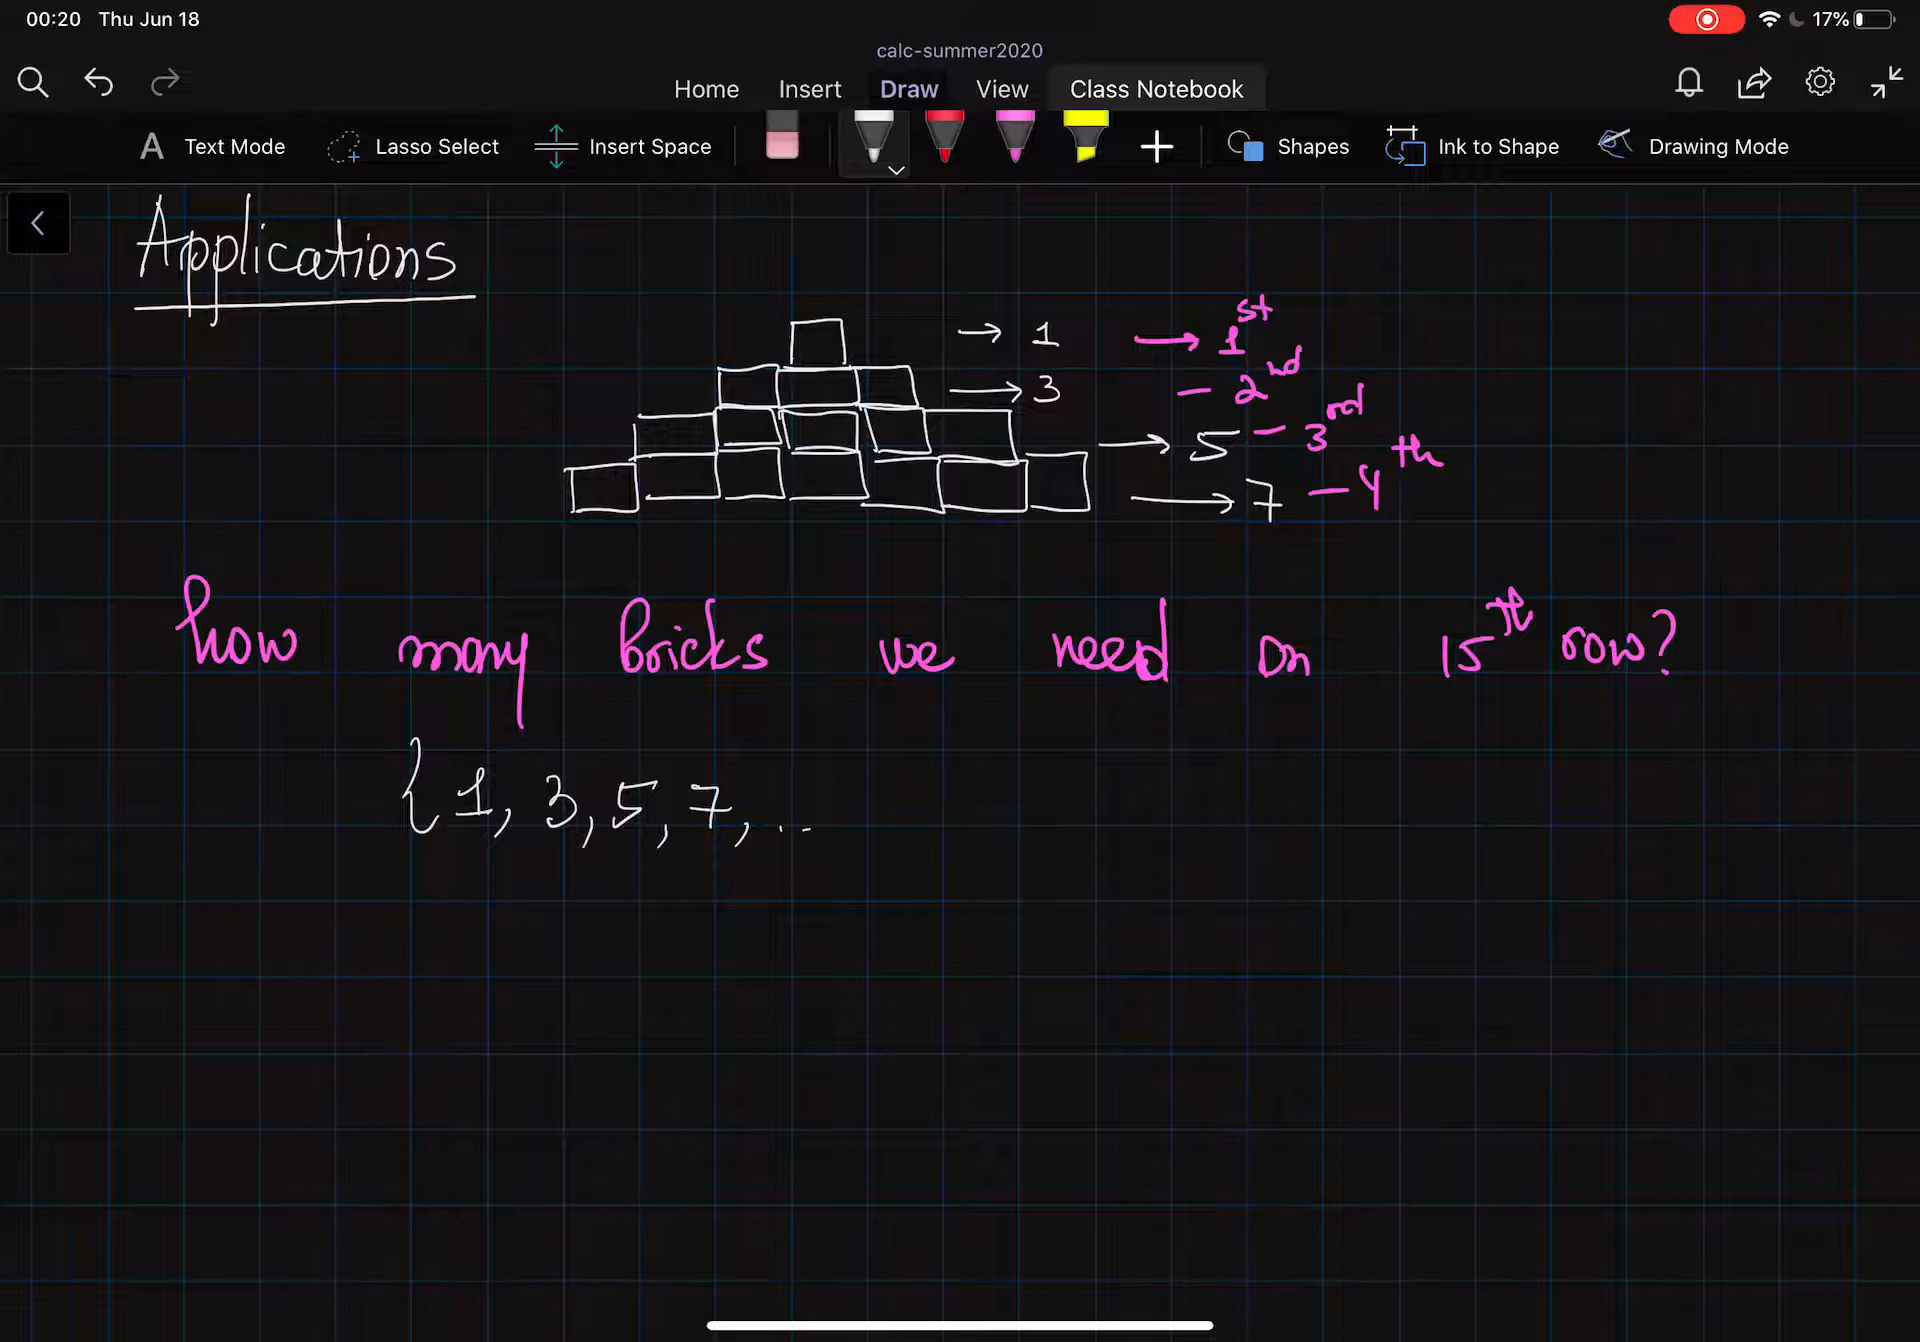 00:20 Thu Jun 18 17%
calc-summer2020
Home Insert Draw View Class Notebook
A Text Mode Lasso Select Insert Space Shapes Ink to Shape Drawing Mode
Applications
→ 1 → 1st
→ 3 - 2nd
→ 5 - 3rd
→ 7 - 4th
how many bricks we need on 15th row?
{ 1, 3, 5, 7, ...